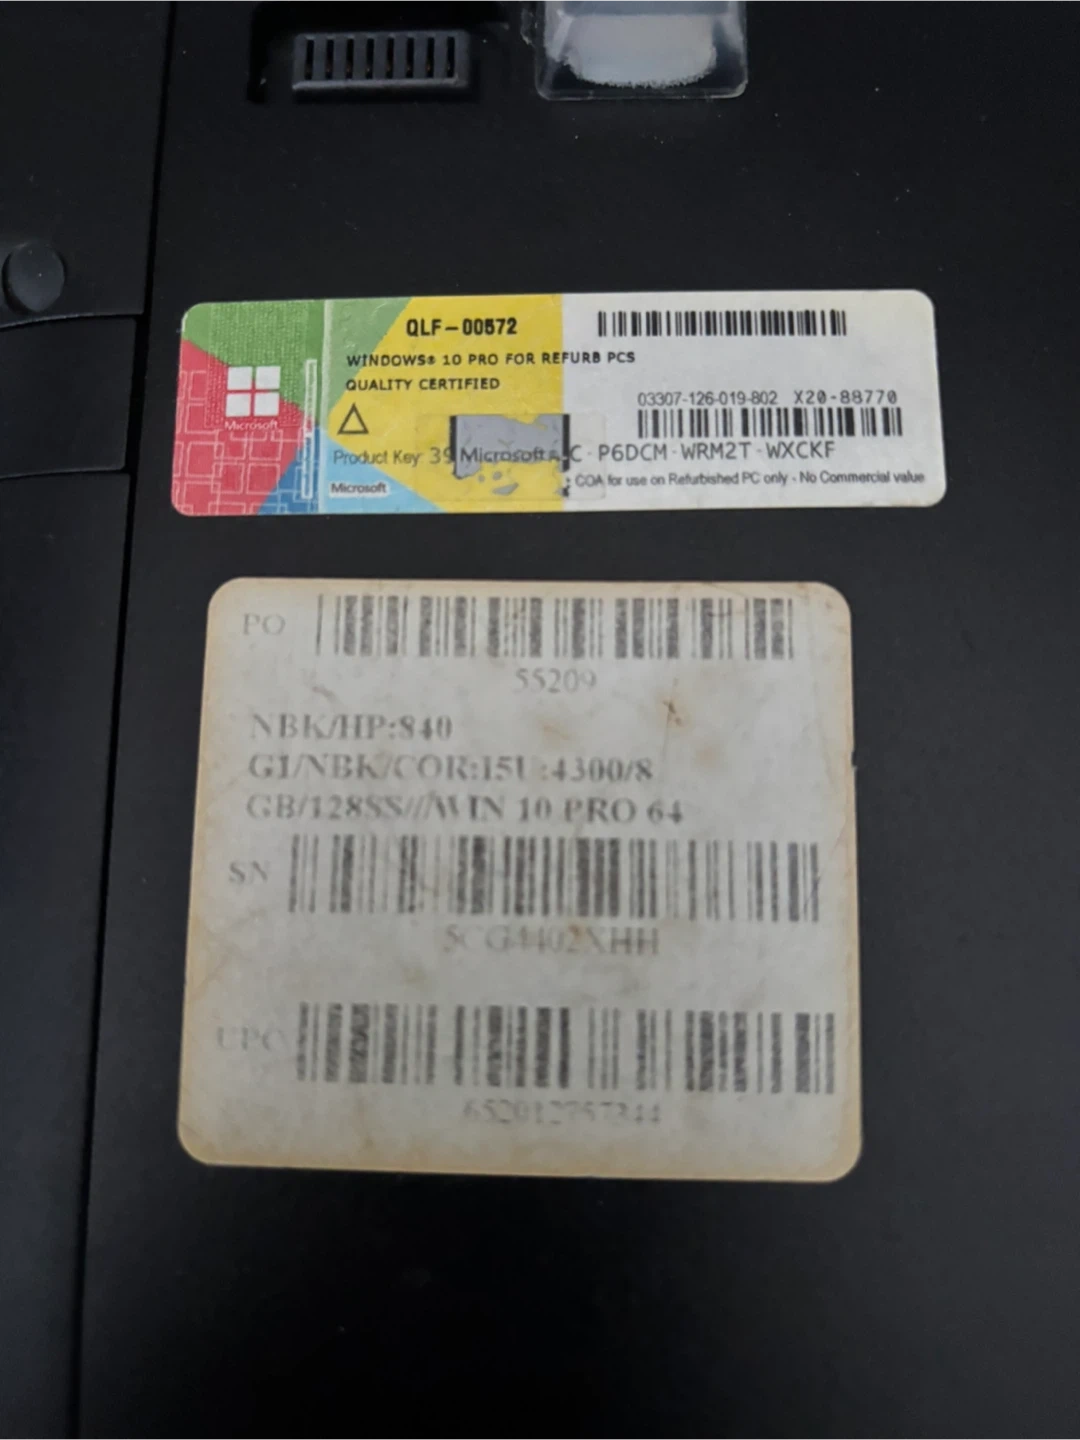 QLF-00572
WINDOWS® 10 PRO FOR REFURB PCS
QUALITY CERTIFIED
Microsoft
03307-126-019-802 X20-88770
Product Key: 39 Microsoft C - P6DCM - WRM2T - WXCKF
Microsoft
COA for use on Refurbished PC only - No Commercial value
PO
55209
NBK/HP:840
G1/NBK/COR:I5U :4300/8
GB/128SS///WIN 10 PRO 64
SN
5CG4402XHH
UPC
652012757344